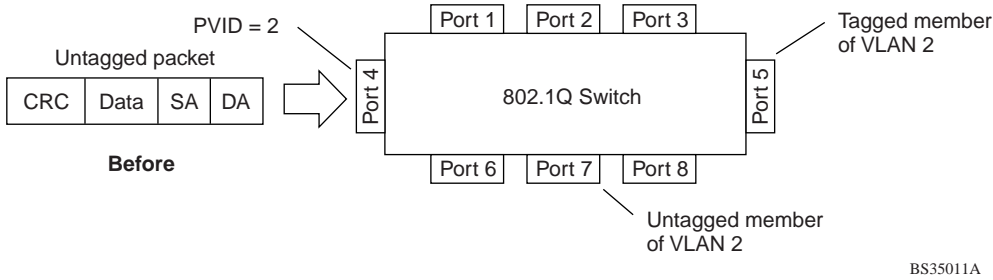 PVID = 2
Port 1
Port 2
Port 3
Tagged member
of VLAN 2
Untagged packet
CRC
Data
SA
DA
Port 4
802.1Q Switch
Port 5
Before
Port 6
Port 7
Port 8
Untagged member
of VLAN 2
BS35011A